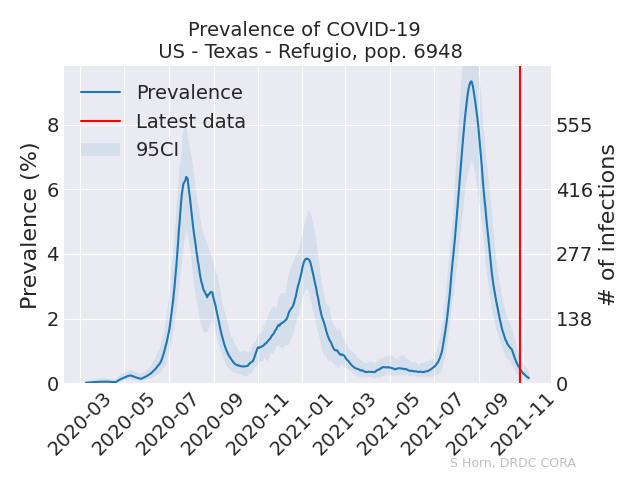 Prevalence of COVID-19
US - Texas - Refugio, pop. 6948
Prevalence
Latest data
95CI
Prevalence (%)
8
6
4
2
0
555
416
277
138
0
# of infections
2020-03
2020-05
2020-07
2020-09
2020-11
2021-01
2021-03
2021-05
2021-07
2021-09
2021-11
S Horn, DRDC CORA